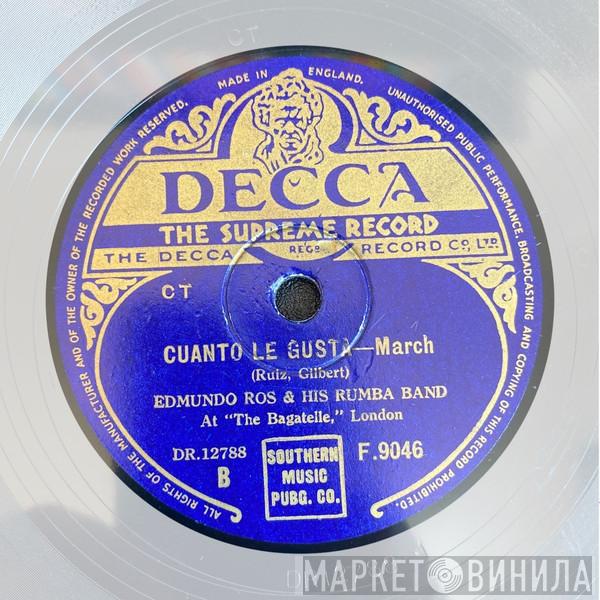 CT
MADE IN ENGLAND.
ALL RIGHTS OF THE MANUFACTURER AND OF THE OWNER OF THE RECORDED WORK RESERVED.
UNAUTHORISED PUBLIC PERFORMANCE, BROADCASTING AND COPYING OF THIS RECORD PROHIBITED.
DECCA
THE SUPREME RECORD
THE DECCA REGD RECORD CO., LTD.
CT
CUANTO LE GUSTA—March
(Ruiz, Gilbert)
EDMUNDO ROS & HIS RUMBA BAND
At "The Bagatelle," London
DR.12788
B
SOUTHERN
MUSIC
PUBG. CO.
F.9046
МАРКЕТ ВИНИЛА